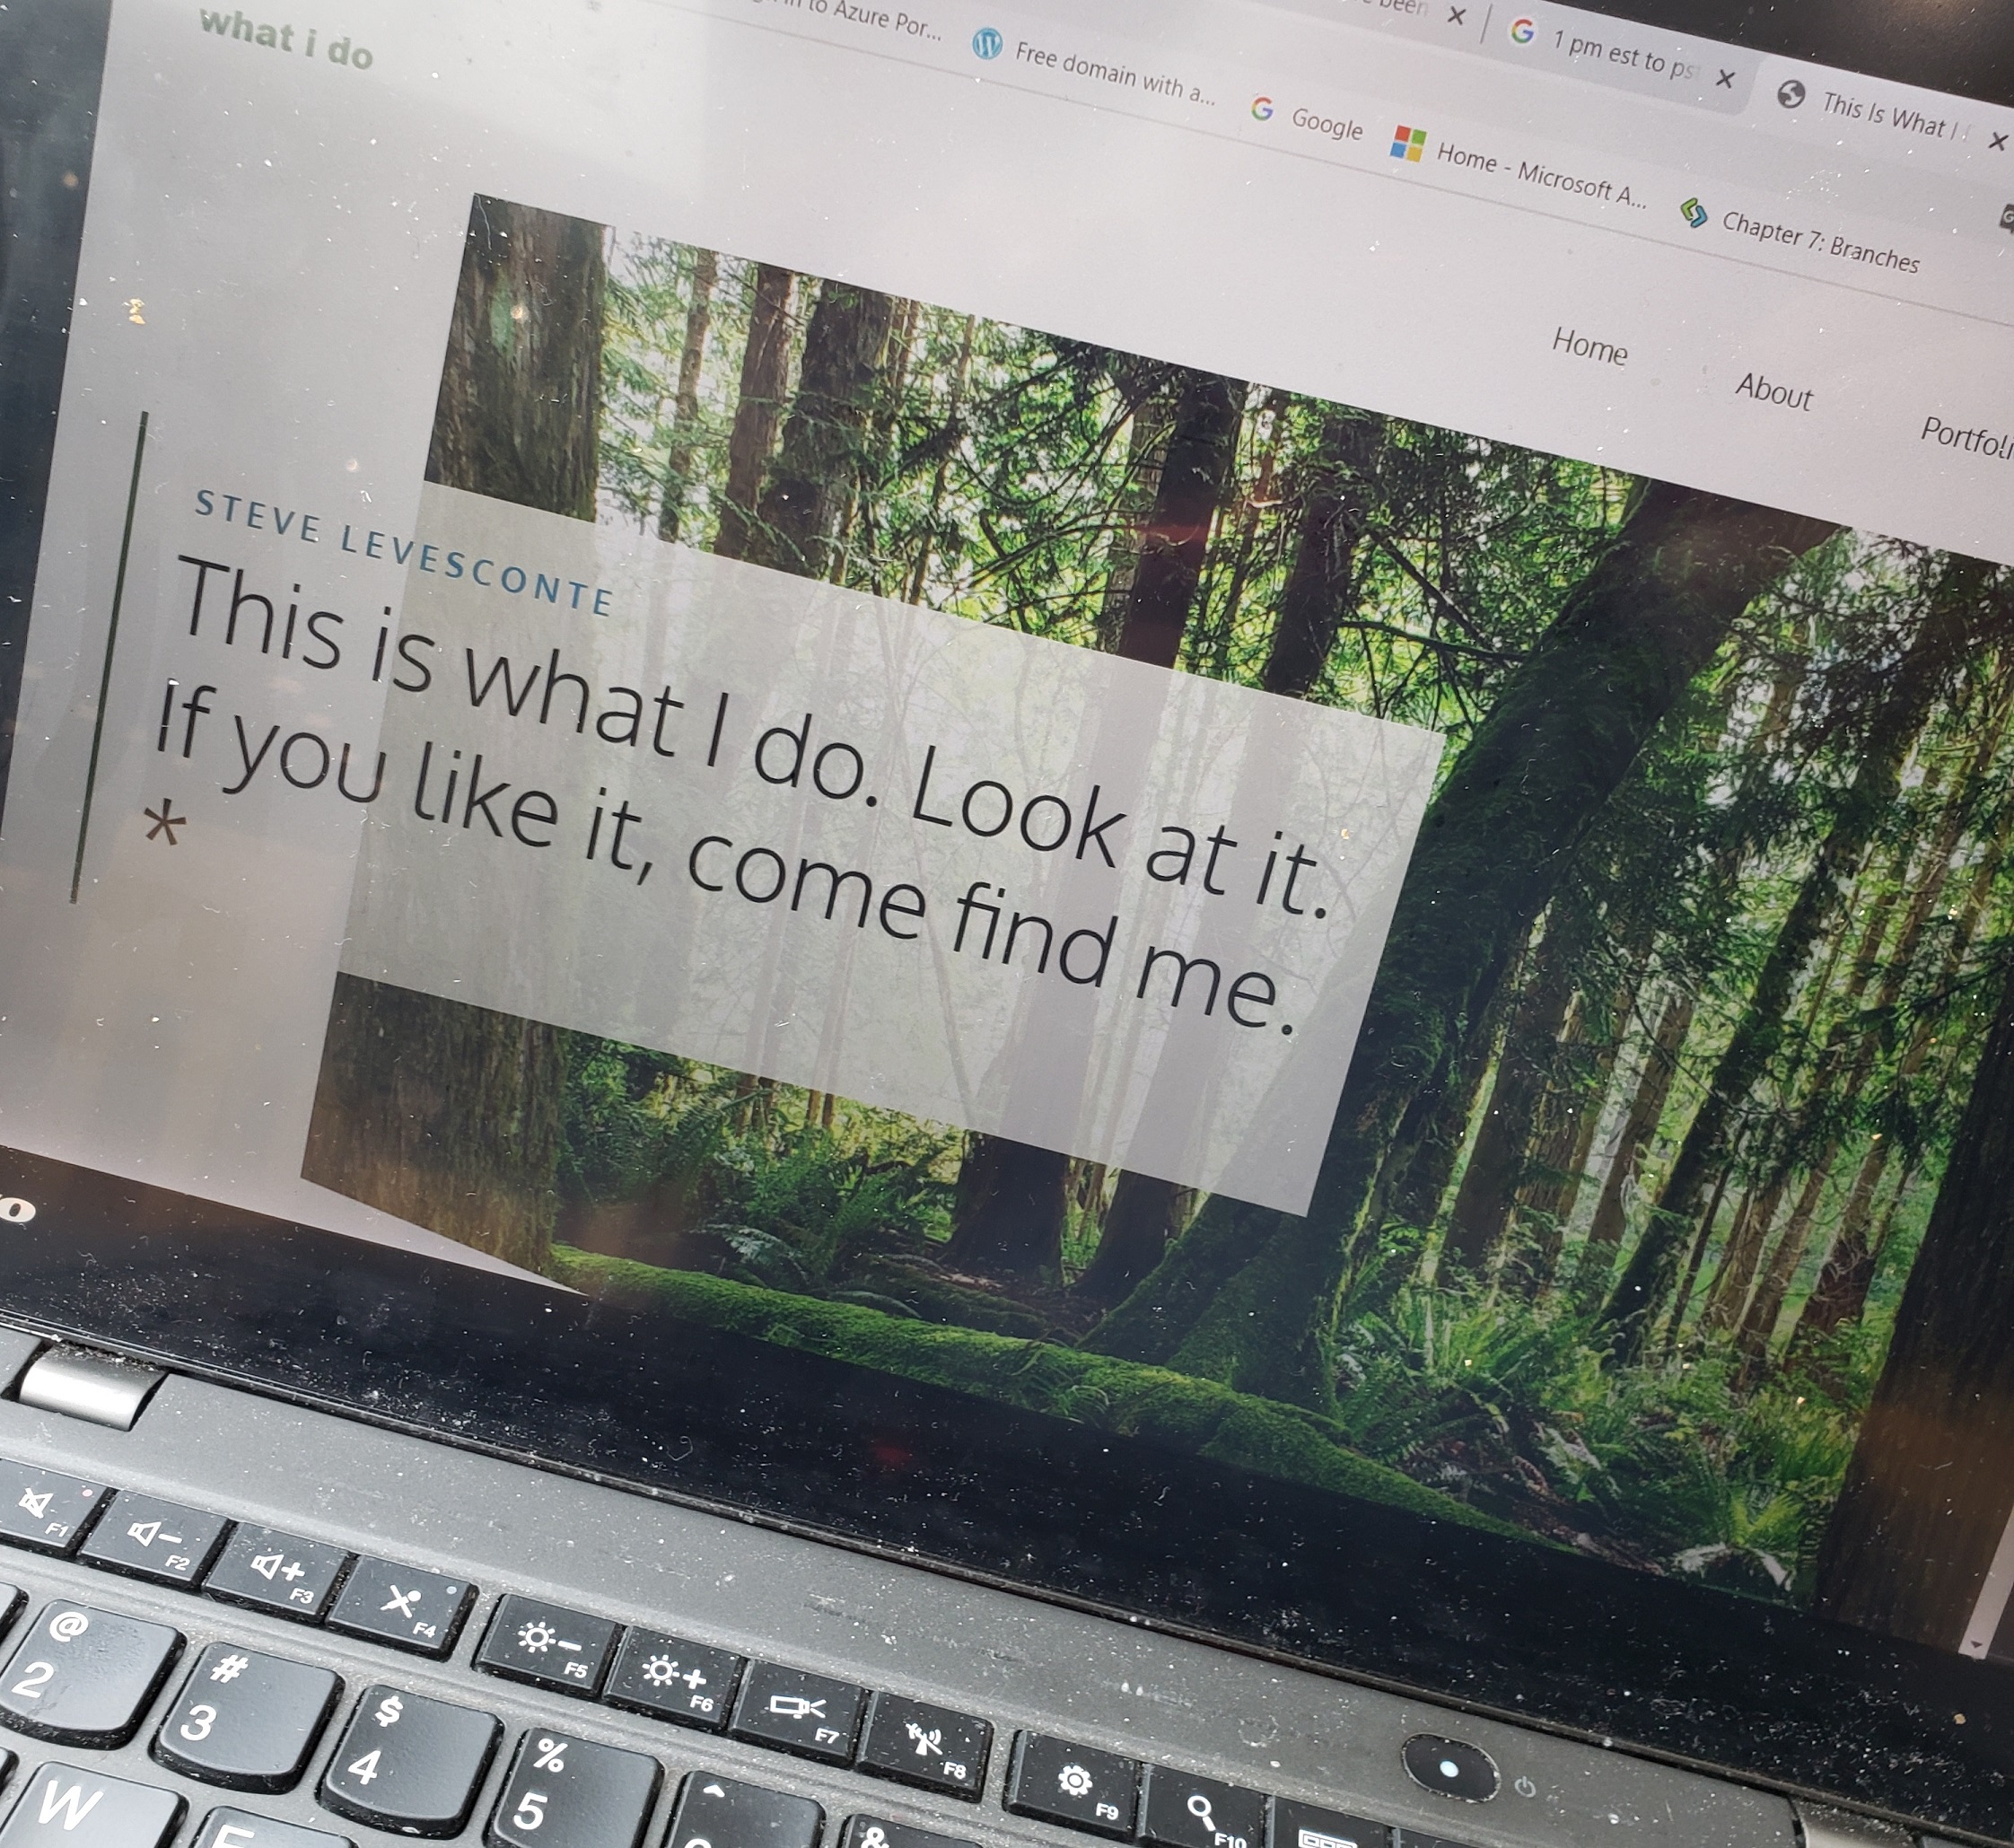 been
1 pm est to ps
This Is What I
to Azure Por...
Free domain with a...
Google
Home - Microsoft A...
Chapter 7: Branches
what i do
Home
About
Portfoli
STEVE LEVESCONTE
This is what I do. Look at it.
If you like it, come find me.
*
F1
F2
F3
F4
F5
F6
F7
F8
F9
F10
@
2
#
3
$
4
%
5
^
&
W